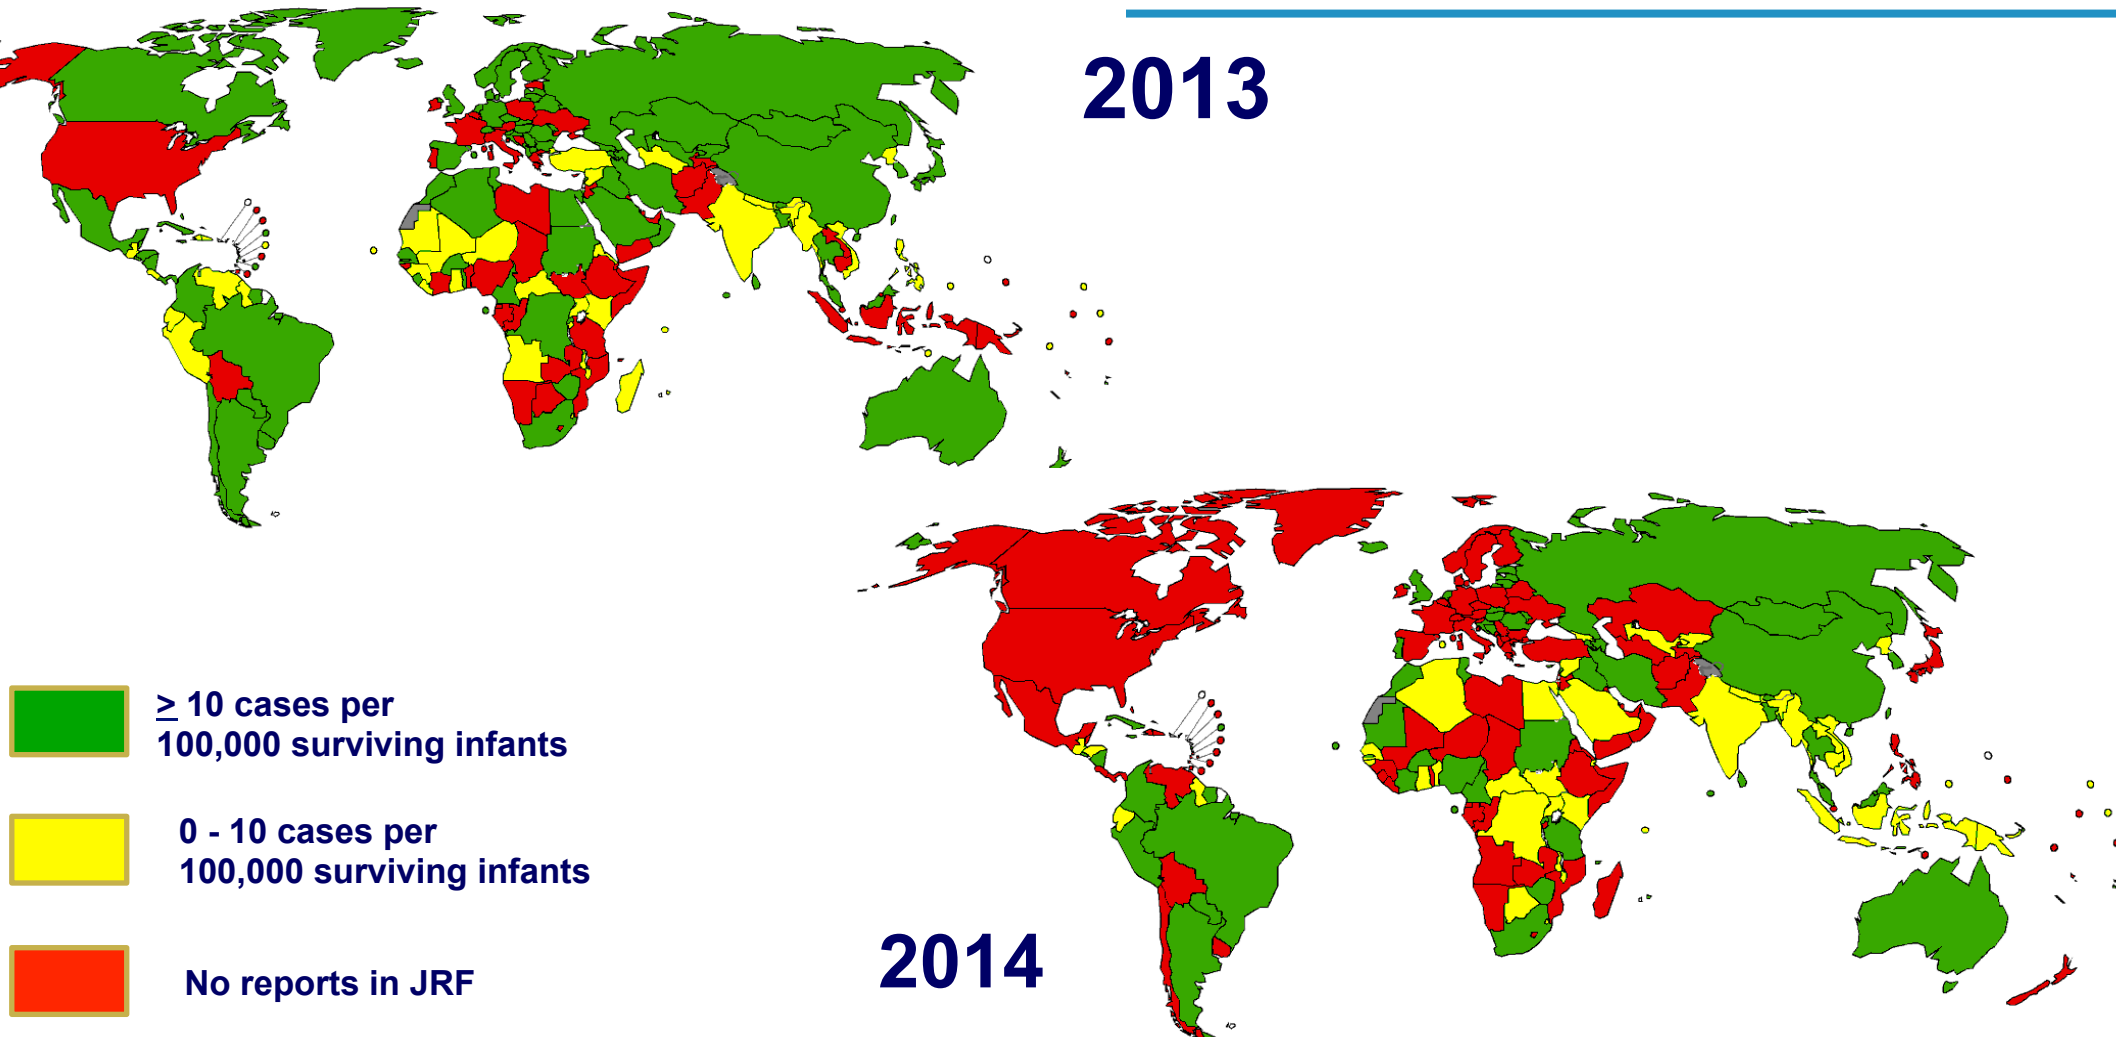 2013
≥ 10 cases per
100,000 surviving infants
0 - 10 cases per
100,000 surviving infants
No reports in JRF
2014